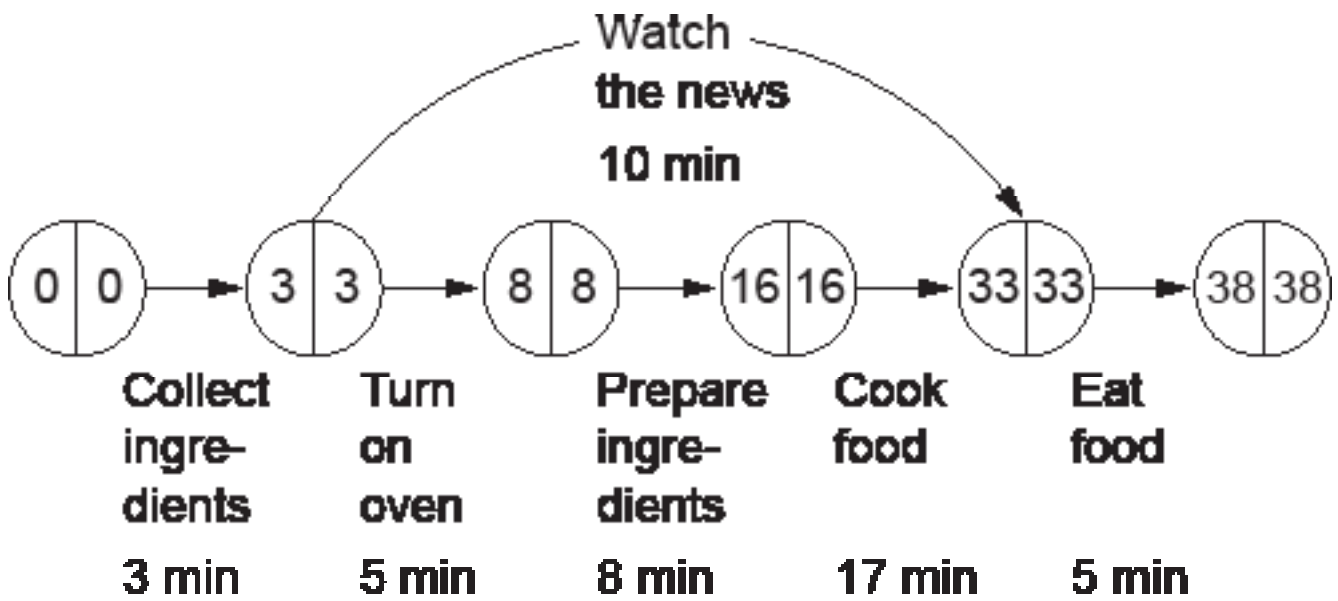 Watch
the news
10 min
0 0 3 3 8 8 16 16 33 33 38 38
Collect Turn Prepare Cook Eat
ingre- on ingre- food food
dients oven dients
3 min 5 min 8 min 17 min 5 min